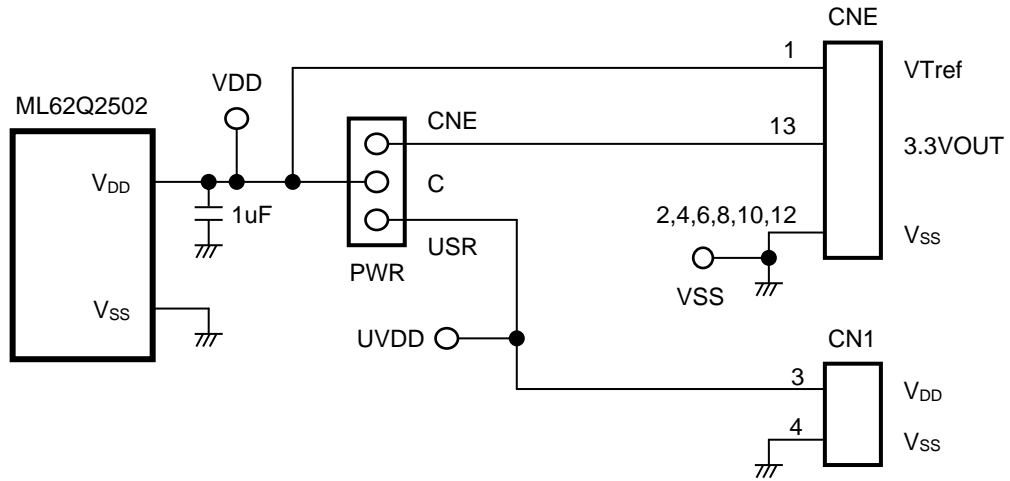 CNE
1
VTref
VDD
ML62Q2502
CNE
13
3.3VOUT
VDD
C
1uF
2,4,6,8,10,12
VSS
USR
PWR
VSS
VSS
UVDD
CN1
3
VDD
4
VSS